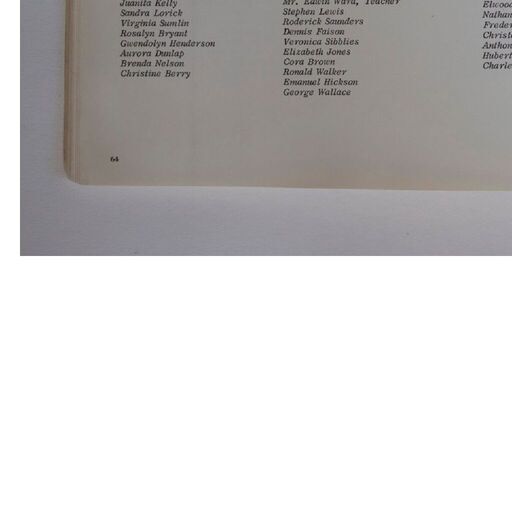 Juanita Kelly
Sandra Lorick
Virginia Sumlin
Rosalyn Bryant
Gwendolyn Henderson
Aurora Dunlap
Brenda Nelson
Christine Berry
Mr. Edwin Ward, Teacher
Stephen Lewis
Roderick Saunders
Dennis Faison
Veronica Sibblies
Elizabeth Jones
Cora Brown
Ronald Walker
Emanuel Hickson
George Wallace
Elwood
Nathan
Freder
Christ
Anthon
Hubert
Charle
64